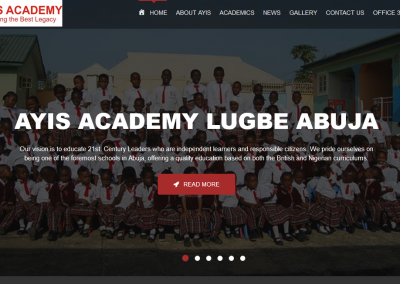 S ACADEMY
ing the Best Legacy
HOME ABOUT AYIS ACADEMICS NEWS GALLERY CONTACT US OFFICE 3
AYIS ACADEMY LUGBE ABUJA
Our vision is to educate 21st. Century Leaders who are independent learners and responsible citizens. We pride ourselves on
being one of the foremost schools in Abuja, offering a quality education based on both the British and Nigerian curriculums.
READ MORE